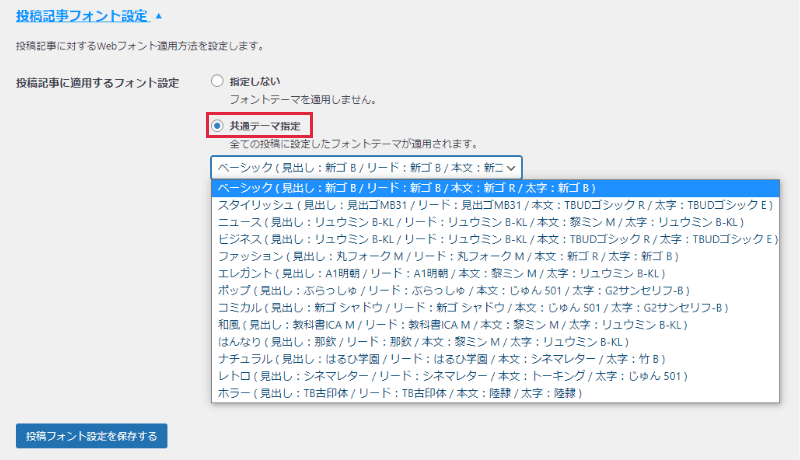 投稿記事フォント設定 ▲
投稿記事に対するWebフォント適用方法を設定します。
投稿記事に適用するフォント設定
指定しない
フォントテーマを適用しません。
共通テーマ指定
全ての投稿に設定したフォントテーマが適用されます。
ベーシック ( 見出し：新ゴ B / リード：新ゴ B / 本文：新ゴ
ベーシック ( 見出し：新ゴ B / リード：新ゴ B / 本文：新ゴ R / 太字：新ゴ B )
スタイリッシュ ( 見出し：見出ゴMB31 / リード：見出ゴMB31 / 本文：TBUDゴシック R / 太字：TBUDゴシック E )
ニュース ( 見出し：リュウミン B-KL / リード：リュウミン B-KL / 本文：黎ミン M / 太字：リュウミン B-KL )
ビジネス ( 見出し：リュウミン B-KL / リード：リュウミン B-KL / 本文：TBUDゴシック R / 太字：TBUDゴシック E )
ファッション ( 見出し：丸フォーク M / リード：丸フォーク M / 本文：新ゴ R / 太字：新ゴ B )
エレガント ( 見出し：A1明朝 / リード：A1明朝 / 本文：黎ミン M / 太字：リュウミン B-KL )
ポップ ( 見出し：ぶらっしゅ / リード：ぶらっしゅ / 本文：じゅん 501 / 太字：G2サンセリフ-B )
コミカル ( 見出し：新ゴ シャドウ / リード：新ゴ シャドウ / 本文：じゅん 501 / 太字：G2サンセリフ-B )
和風 ( 見出し：教科書ICA M / リード：教科書ICA M / 本文：黎ミン M / 太字：リュウミン B-KL )
はんなり ( 見出し：那欽 / リード：那欽 / 本文：黎ミン M / 太字：リュウミン B-KL )
ナチュラル ( 見出し：はるひ学園 / リード：はるひ学園 / 本文：シネマレター / 太字：竹 B )
レトロ ( 見出し：シネマレター / リード：シネマレター / 本文：トーキング / 太字：じゅん 501 )
ホラー ( 見出し：TB古印体 / リード：TB古印体 / 本文：陸隷 / 太字：陸隷 )
投稿フォント設定を保存する